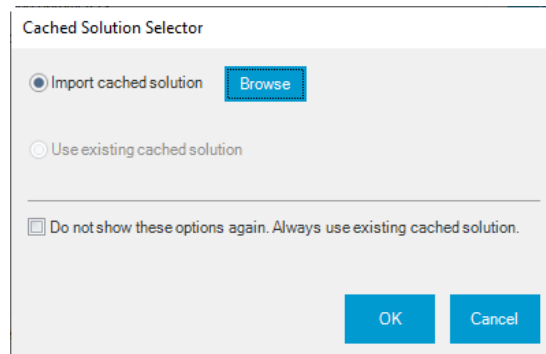 Cached Solution Selector
Import cached solution Browse
Use existing cached solution
Do not show these options again. Always use existing cached solution.
OK Cancel